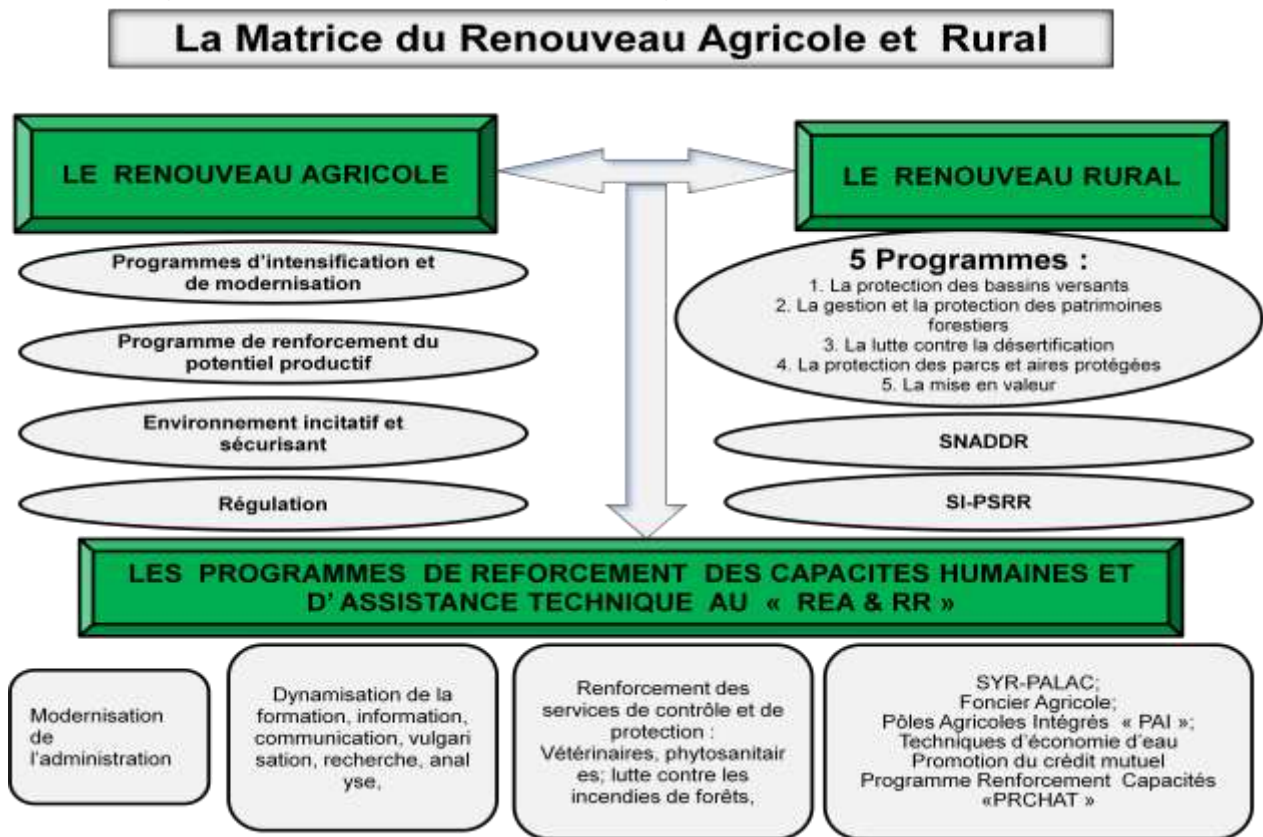 La Matrice du Renouveau Agricole et Rural
LE RENOUVEAU AGRICOLE
Programmes d'intensification et
de modernisation
Programme de renforcement du
potentiel productif
Environnement incitatif et
sécurisant
Régulation
LE RENOUVEAU RURAL
5 Programmes :
1. La protection des bassins versants
2. La gestion et la protection des patrimoines
forestiers
3. La lutte contre la désertification
4. La protection des parcs et aires protégées
5. La mise en valeur
SNADDR
SI-PSRR
LES PROGRAMMES DE REFORCEMENT DES CAPACITES HUMAINES ET
D' ASSISTANCE TECHNIQUE AU « REA & RR »
Modernisation
de
l'administration
Dynamisation de la
formation, information,
communication, vulgari
sation, recherche, anal
yse,
Renforcement des
services de contrôle et de
protection :
Vétérinaires, phytosanitair
es; lutte contre les
incendies de forêts,
SYR-PALAC;
Foncier Agricole;
Pôles Agricoles Intégrés « PAI »;
Techniques d'économie d'eau
Promotion du crédit mutuel
Programme Renforcement Capacités
«PRCHAT »